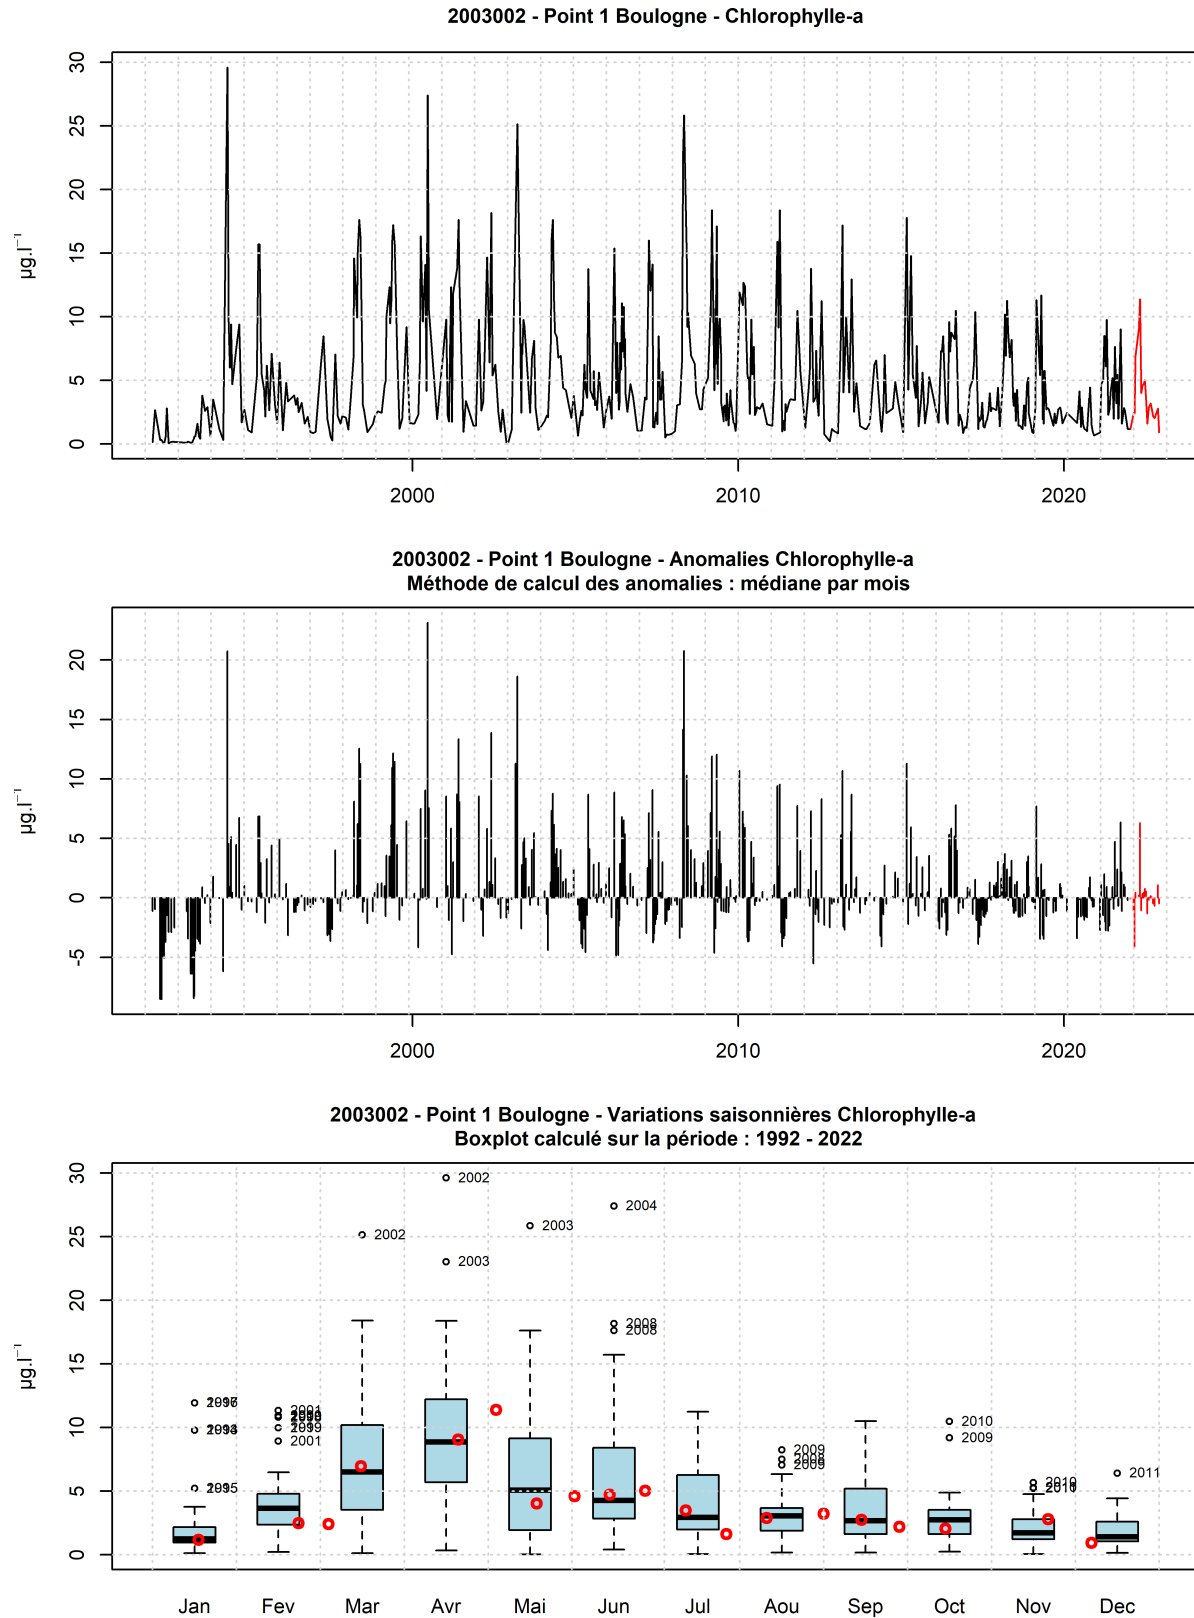 2003002 - Point 1 Boulogne - Chlorophylle-a
30
25
20
15
10
5
0
µg.l⁻¹
2000
2010
2020
2003002 - Point 1 Boulogne - Anomalies Chlorophylle-a
Méthode de calcul des anomalies : médiane par mois
20
15
10
5
0
-5
µg.l⁻¹
2000
2010
2020
2003002 - Point 1 Boulogne - Variations saisonnières Chlorophylle-a
Boxplot calculé sur la période : 1992 - 2022
30
25
20
15
10
5
0
µg.l⁻¹
2001
2001
2002
2002
2003
2003
2004
2008
2008
2009
2009
2010
2009
2011
Jan
Fev
Mar
Avr
Mai
Jun
Jul
Aou
Sep
Oct
Nov
Dec